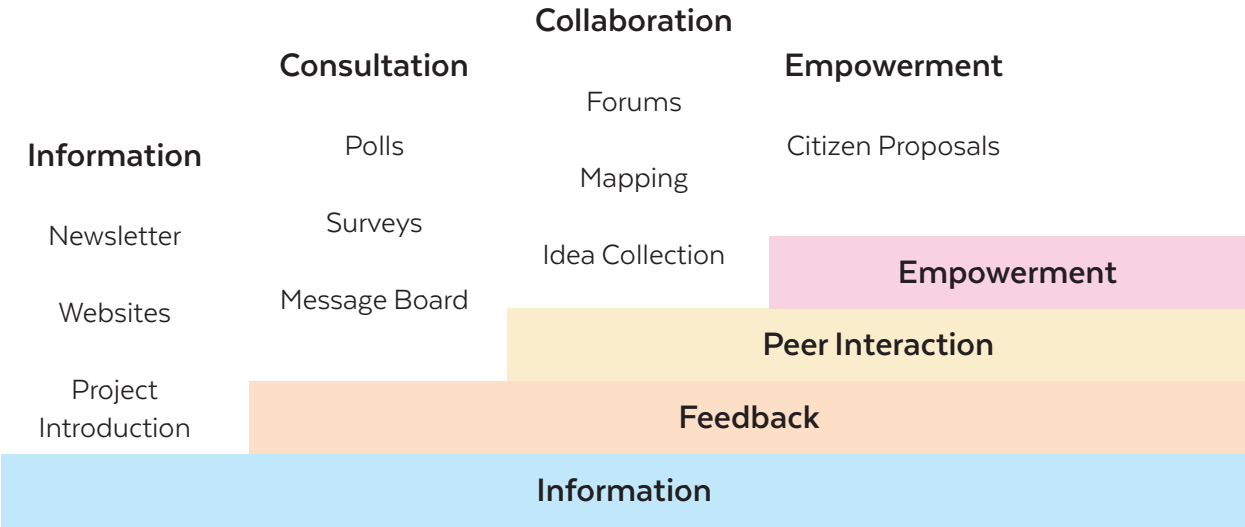 Information
Newsletter
Websites
Project
Introduction
Consultation
Polls
Surveys
Message Board
Collaboration
Forums
Mapping
Idea Collection
Empowerment
Citizen Proposals
Empowerment
Peer Interaction
Feedback
Information